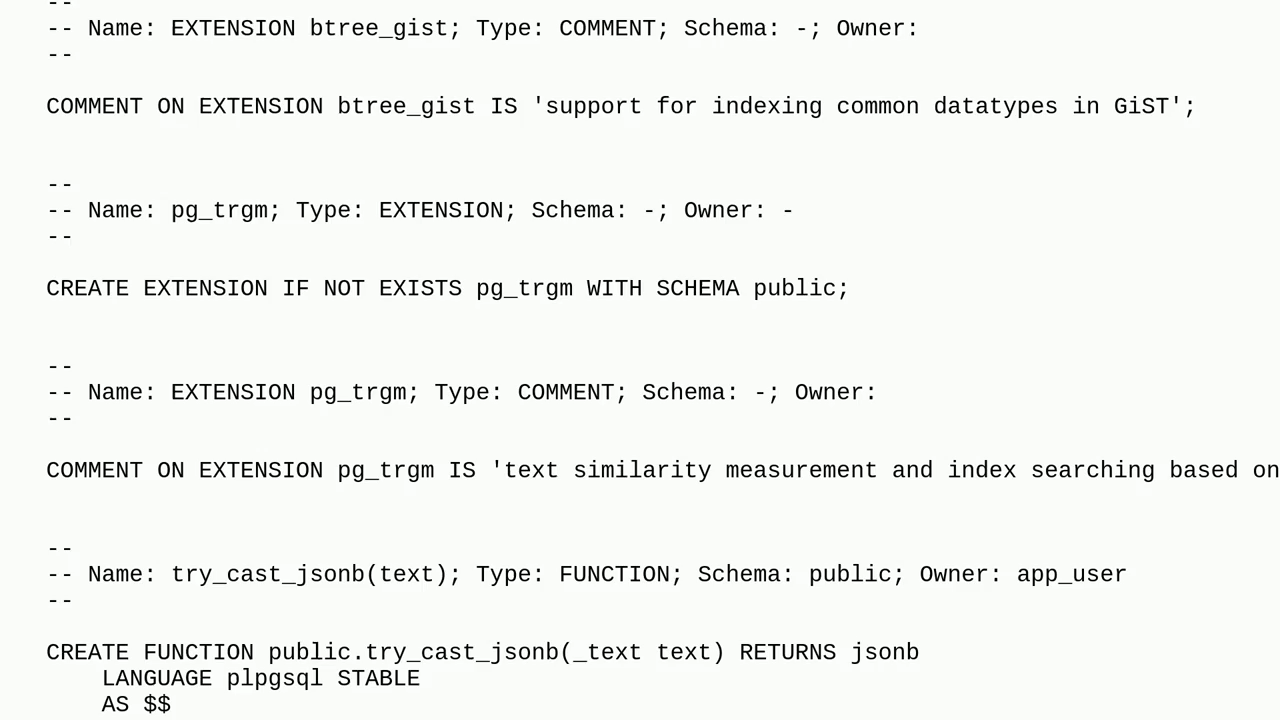 --
-- Name: EXTENSION btree_gist; Type: COMMENT; Schema: -; Owner:
--
COMMENT ON EXTENSION btree_gist IS 'support for indexing common datatypes in GiST';
--
-- Name: pg_trgm; Type: EXTENSION; Schema: -; Owner: -
--
CREATE EXTENSION IF NOT EXISTS pg_trgm WITH SCHEMA public;
--
-- Name: EXTENSION pg_trgm; Type: COMMENT; Schema: -; Owner:
--
COMMENT ON EXTENSION pg_trgm IS 'text similarity measurement and index searching based on
--
-- Name: try_cast_jsonb(text); Type: FUNCTION; Schema: public; Owner: app_user
--
CREATE FUNCTION public.try_cast_jsonb(_text text) RETURNS jsonb
    LANGUAGE plpgsql STABLE
    AS $$